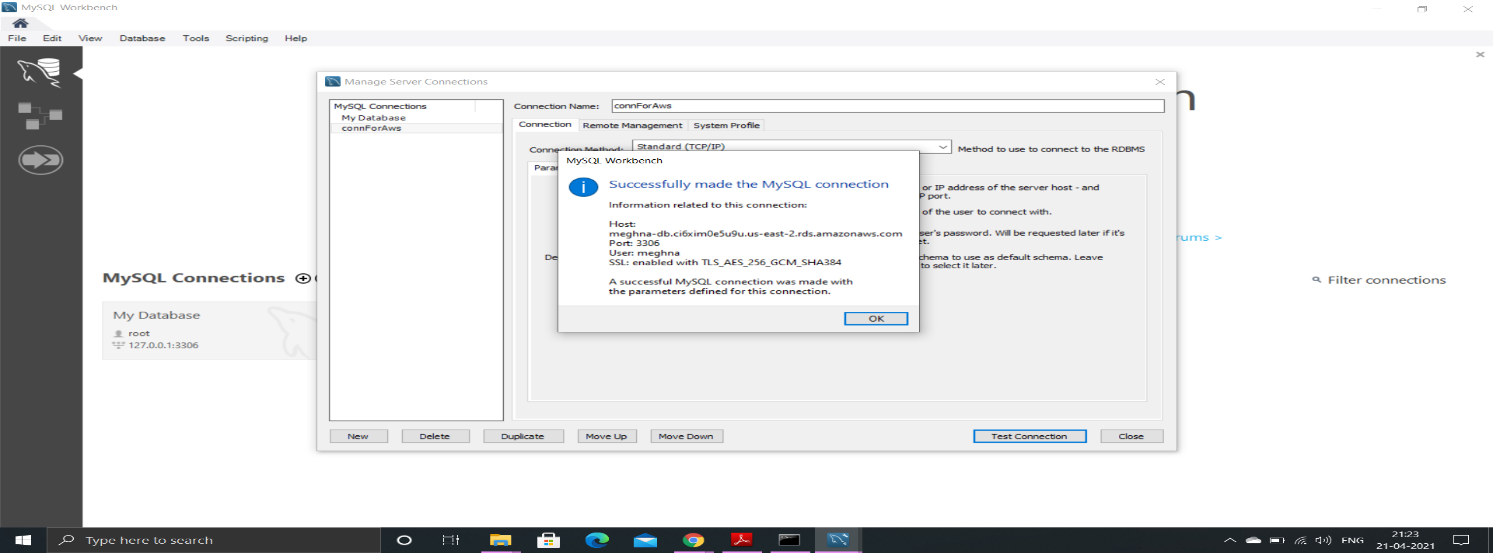 MySQL Workbench
File Edit View Database Tools Scripting Help
Manage Server Connections
MySQL Connections
My Database
connForAws
Connection Name: connForAws
Connection Remote Management System Profile
Connection Method: Standard (TCP/IP) Method to use to connect to the RDBMS
MySQL Workbench
Successfully made the MySQL connection
Information related to this connection:
Host:
meghna-db.ci6xim0e5u9u.us-east-2.rds.amazonaws.com
Port: 3306
User: meghna
SSL: enabled with TLS_AES_256_GCM_SHA384
A successful MySQL connection was made with
the parameters defined for this connection.
OK
Para
De
or IP address of the server host - and
P port.
of the user to connect with.
ser's password. Will be requested later if it's
et.
chema to use as default schema. Leave
to select it later.
n
rums >
MySQL Connections
Filter connections
My Database
root
127.0.0.1:3306
New Delete Duplicate Move Up Move Down Test Connection Close
Type here to search
ENG
21:23
21-04-2021